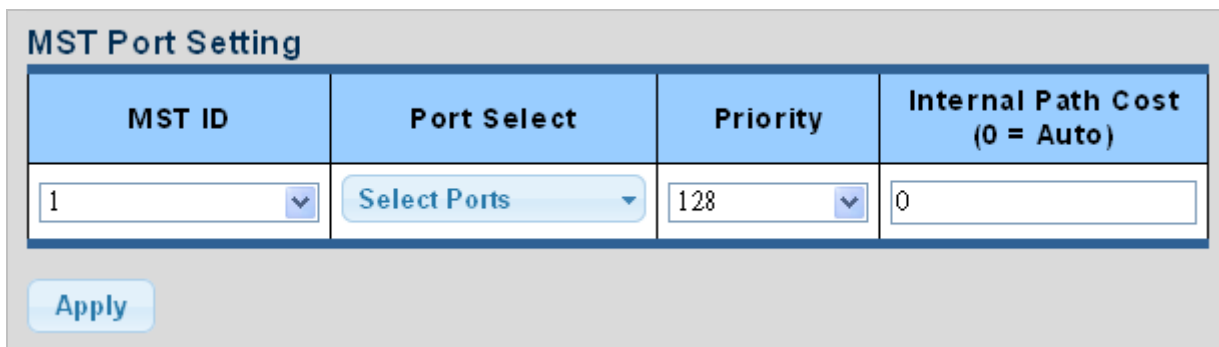 MST Port Setting
MST ID
Port Select
Priority
Internal Path Cost
(0 = Auto)
1
Select Ports
128
0
Apply